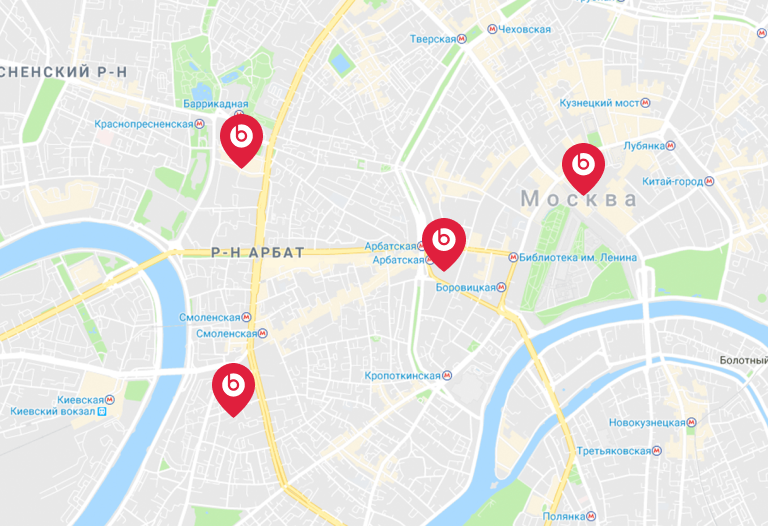 Тверская
Чеховская
СНЕНСКИЙ Р-Н
Баррикадная
Кузнецкий мост
Краснопресненская
Лубянка
Китай-город
Москва
Арбатская
Р-Н АРБАТ
Арбатская
Библиотека им. Ленина
Боровицкая
Смоленская
Смоленская
Болотный
Кропоткинская
Киевская
Киевский вокзал
Новокузнецкая
Третьяковская
Полянка